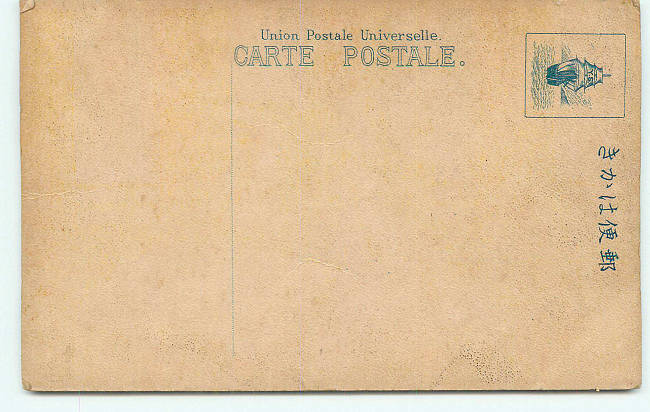 Union Postale Universelle.
CARTE POSTALE.
郵便はかき